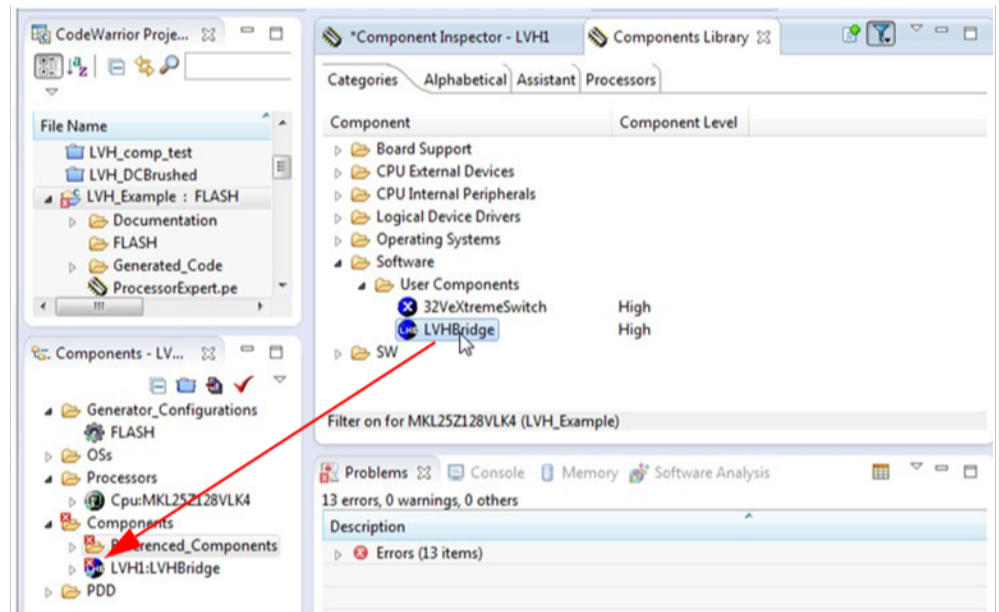 CodeWarrior Proje...
File Name
LVH_comp_test
LVH_DCBrushed
LVH_Example : FLASH
Documentation
FLASH
Generated_Code
ProcessorExpert.pe
Components - LV...
Generator_Configurations
FLASH
OSs
Processors
Cpu:MKL25Z128VLK4
Components
Referenced_Components
LVH1:LVHBridge
PDD
*Component Inspector - LVH1 Components Library
Categories Alphabetical Assistant Processors
Component Component Level
Board Support
CPU External Devices
CPU Internal Peripherals
Logical Device Drivers
Operating Systems
Software
User Components
32VeXtremeSwitch High
LVHBridge High
SW
Filter on for MKL25Z128VLK4 (LVH_Example)
Problems Console Memory Software Analysis
13 errors, 0 warnings, 0 others
Description
Errors (13 items)